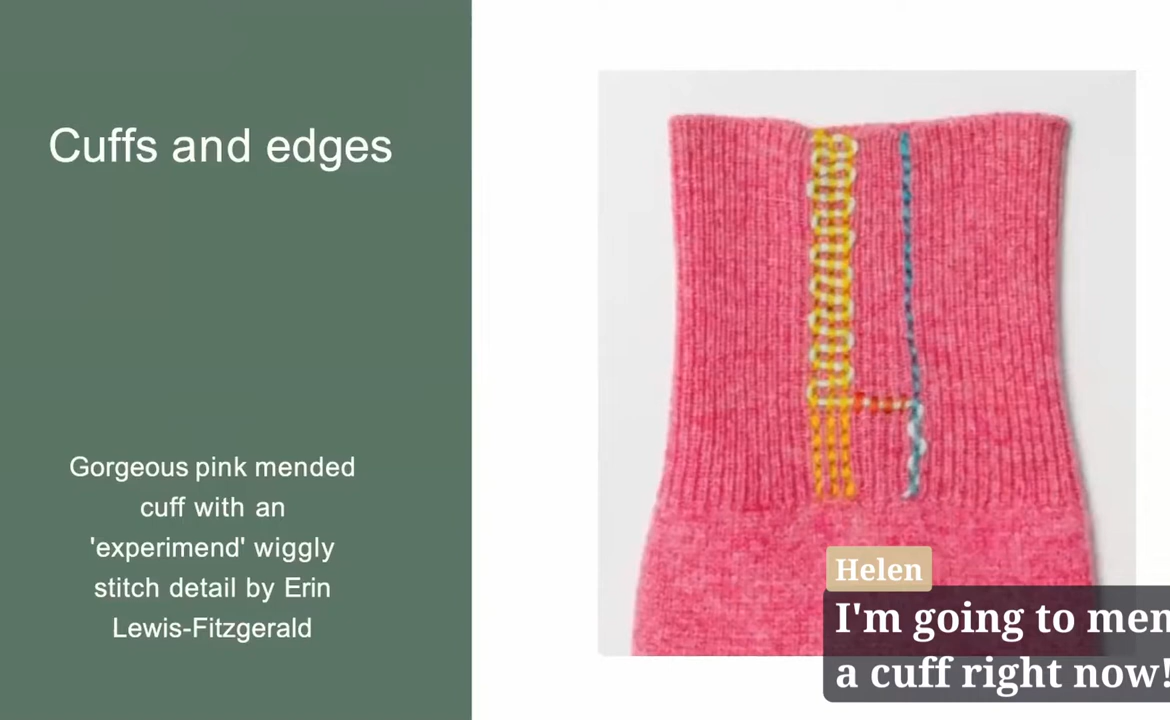 Cuffs and edges
Gorgeous pink mended
cuff with an
'experimend' wiggly
stitch detail by Erin
Lewis-Fitzgerald
Helen
I'm going to men
a cuff right now!